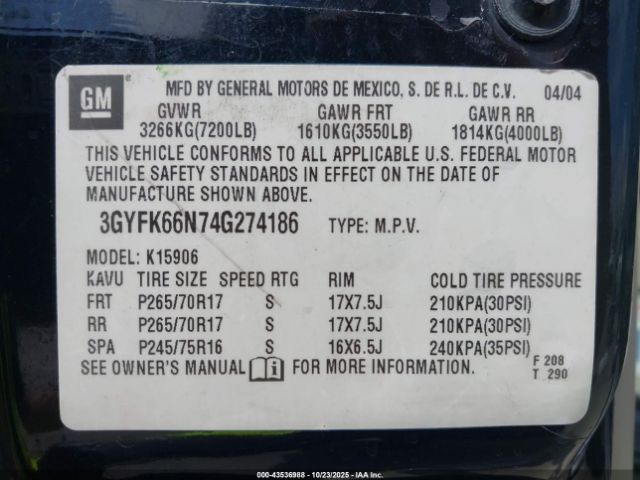 GM
MFD BY GENERAL MOTORS DE MEXICO, S. DE R.L. DE C.V. 04/04
GVWR GAWR FRT GAWR RR
3266KG(7200LB) 1610KG(3550LB) 1814KG(4000LB)
THIS VEHICLE CONFORMS TO ALL APPLICABLE U.S. FEDERAL MOTOR
VEHICLE SAFETY STANDARDS IN EFFECT ON THE DATE OF
MANUFACTURE SHOWN ABOVE.
3GYFK66N74G274186 TYPE: M.P.V.
MODEL: K15906
KAVU TIRE SIZE SPEED RTG RIM COLD TIRE PRESSURE
FRT P265/70R17 S 17X7.5J 210KPA(30PSI)
RR P265/70R17 S 17X7.5J 210KPA(30PSI)
SPA P245/75R16 S 16X6.5J 240KPA(35PSI)
SEE OWNER'S MANUAL FOR MORE INFORMATION. F 208
T 290
000-43536988 - 10/23/2025 - COPYRIGHT IAA, Inc.